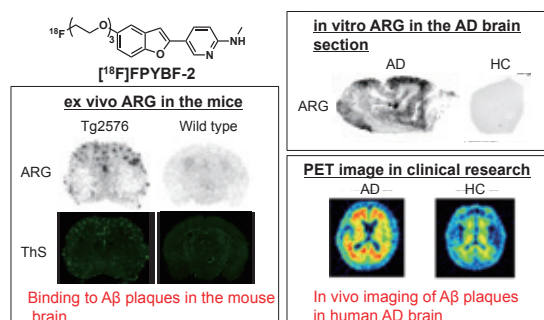 18F
O
3
O
N
N
H
[18F]FPYBF-2
ex vivo ARG in the mice
Tg2576 Wild type
ARG
ThS
Binding to Aβ plaques in the mouse
brain
in vitro ARG in the AD brain
section
AD HC
ARG
PET image in clinical research
AD HC
In vivo imaging of Aβ plaques
in human AD brain